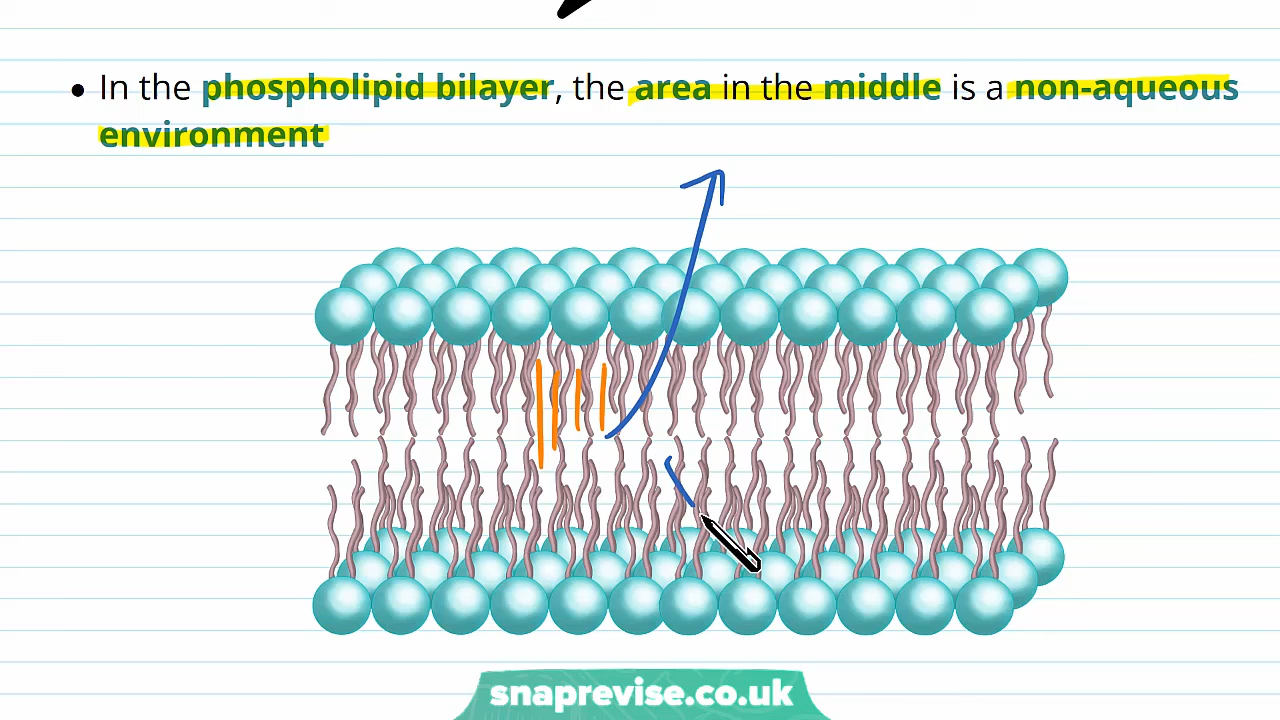 • In the phospholipid bilayer, the area in the middle is a non-aqueous
environment
snaprevise.co.uk